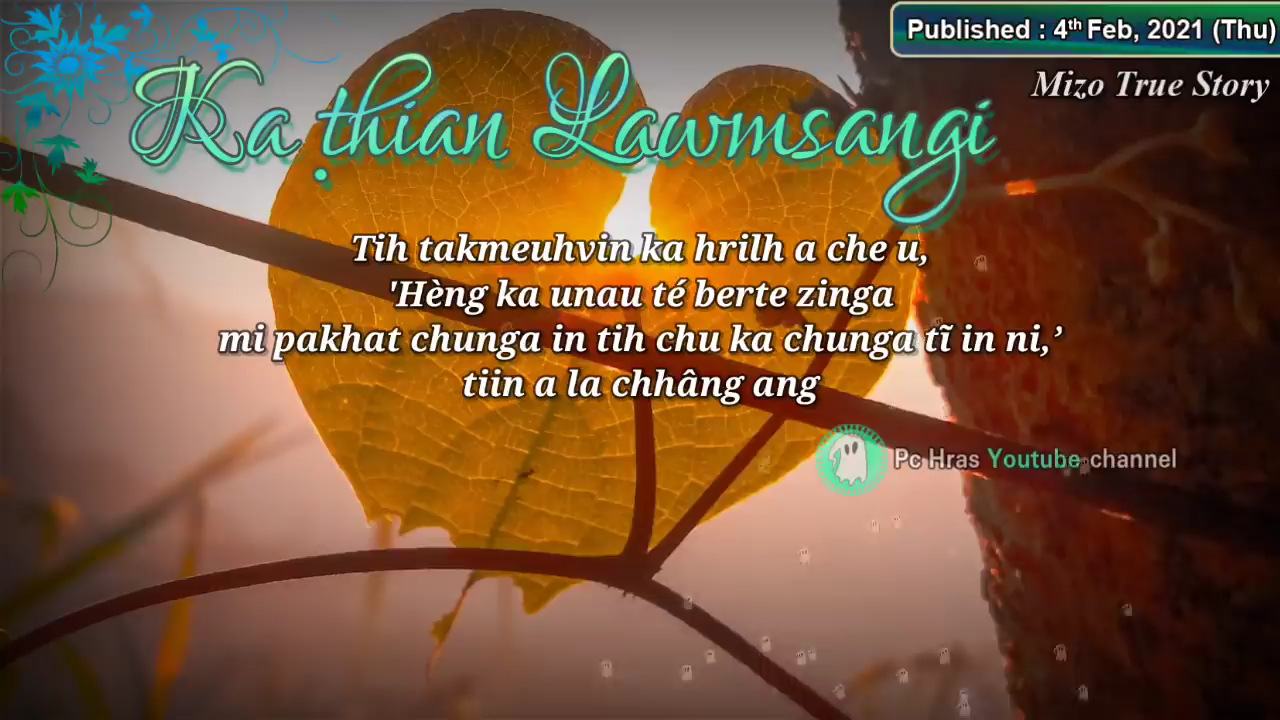 Published : 4th Feb, 2021 (Thu)
Mizo True Story
Ka ṭhian Lawmsangi
Tih takmeuhvin ka hrilh a che u,
'Hèng ka unau té berte zinga
mi pakhat chunga in tih chu ka chunga tĩ in ni,’
tiin a la chhâng ang
Pc Hras Youtube channel